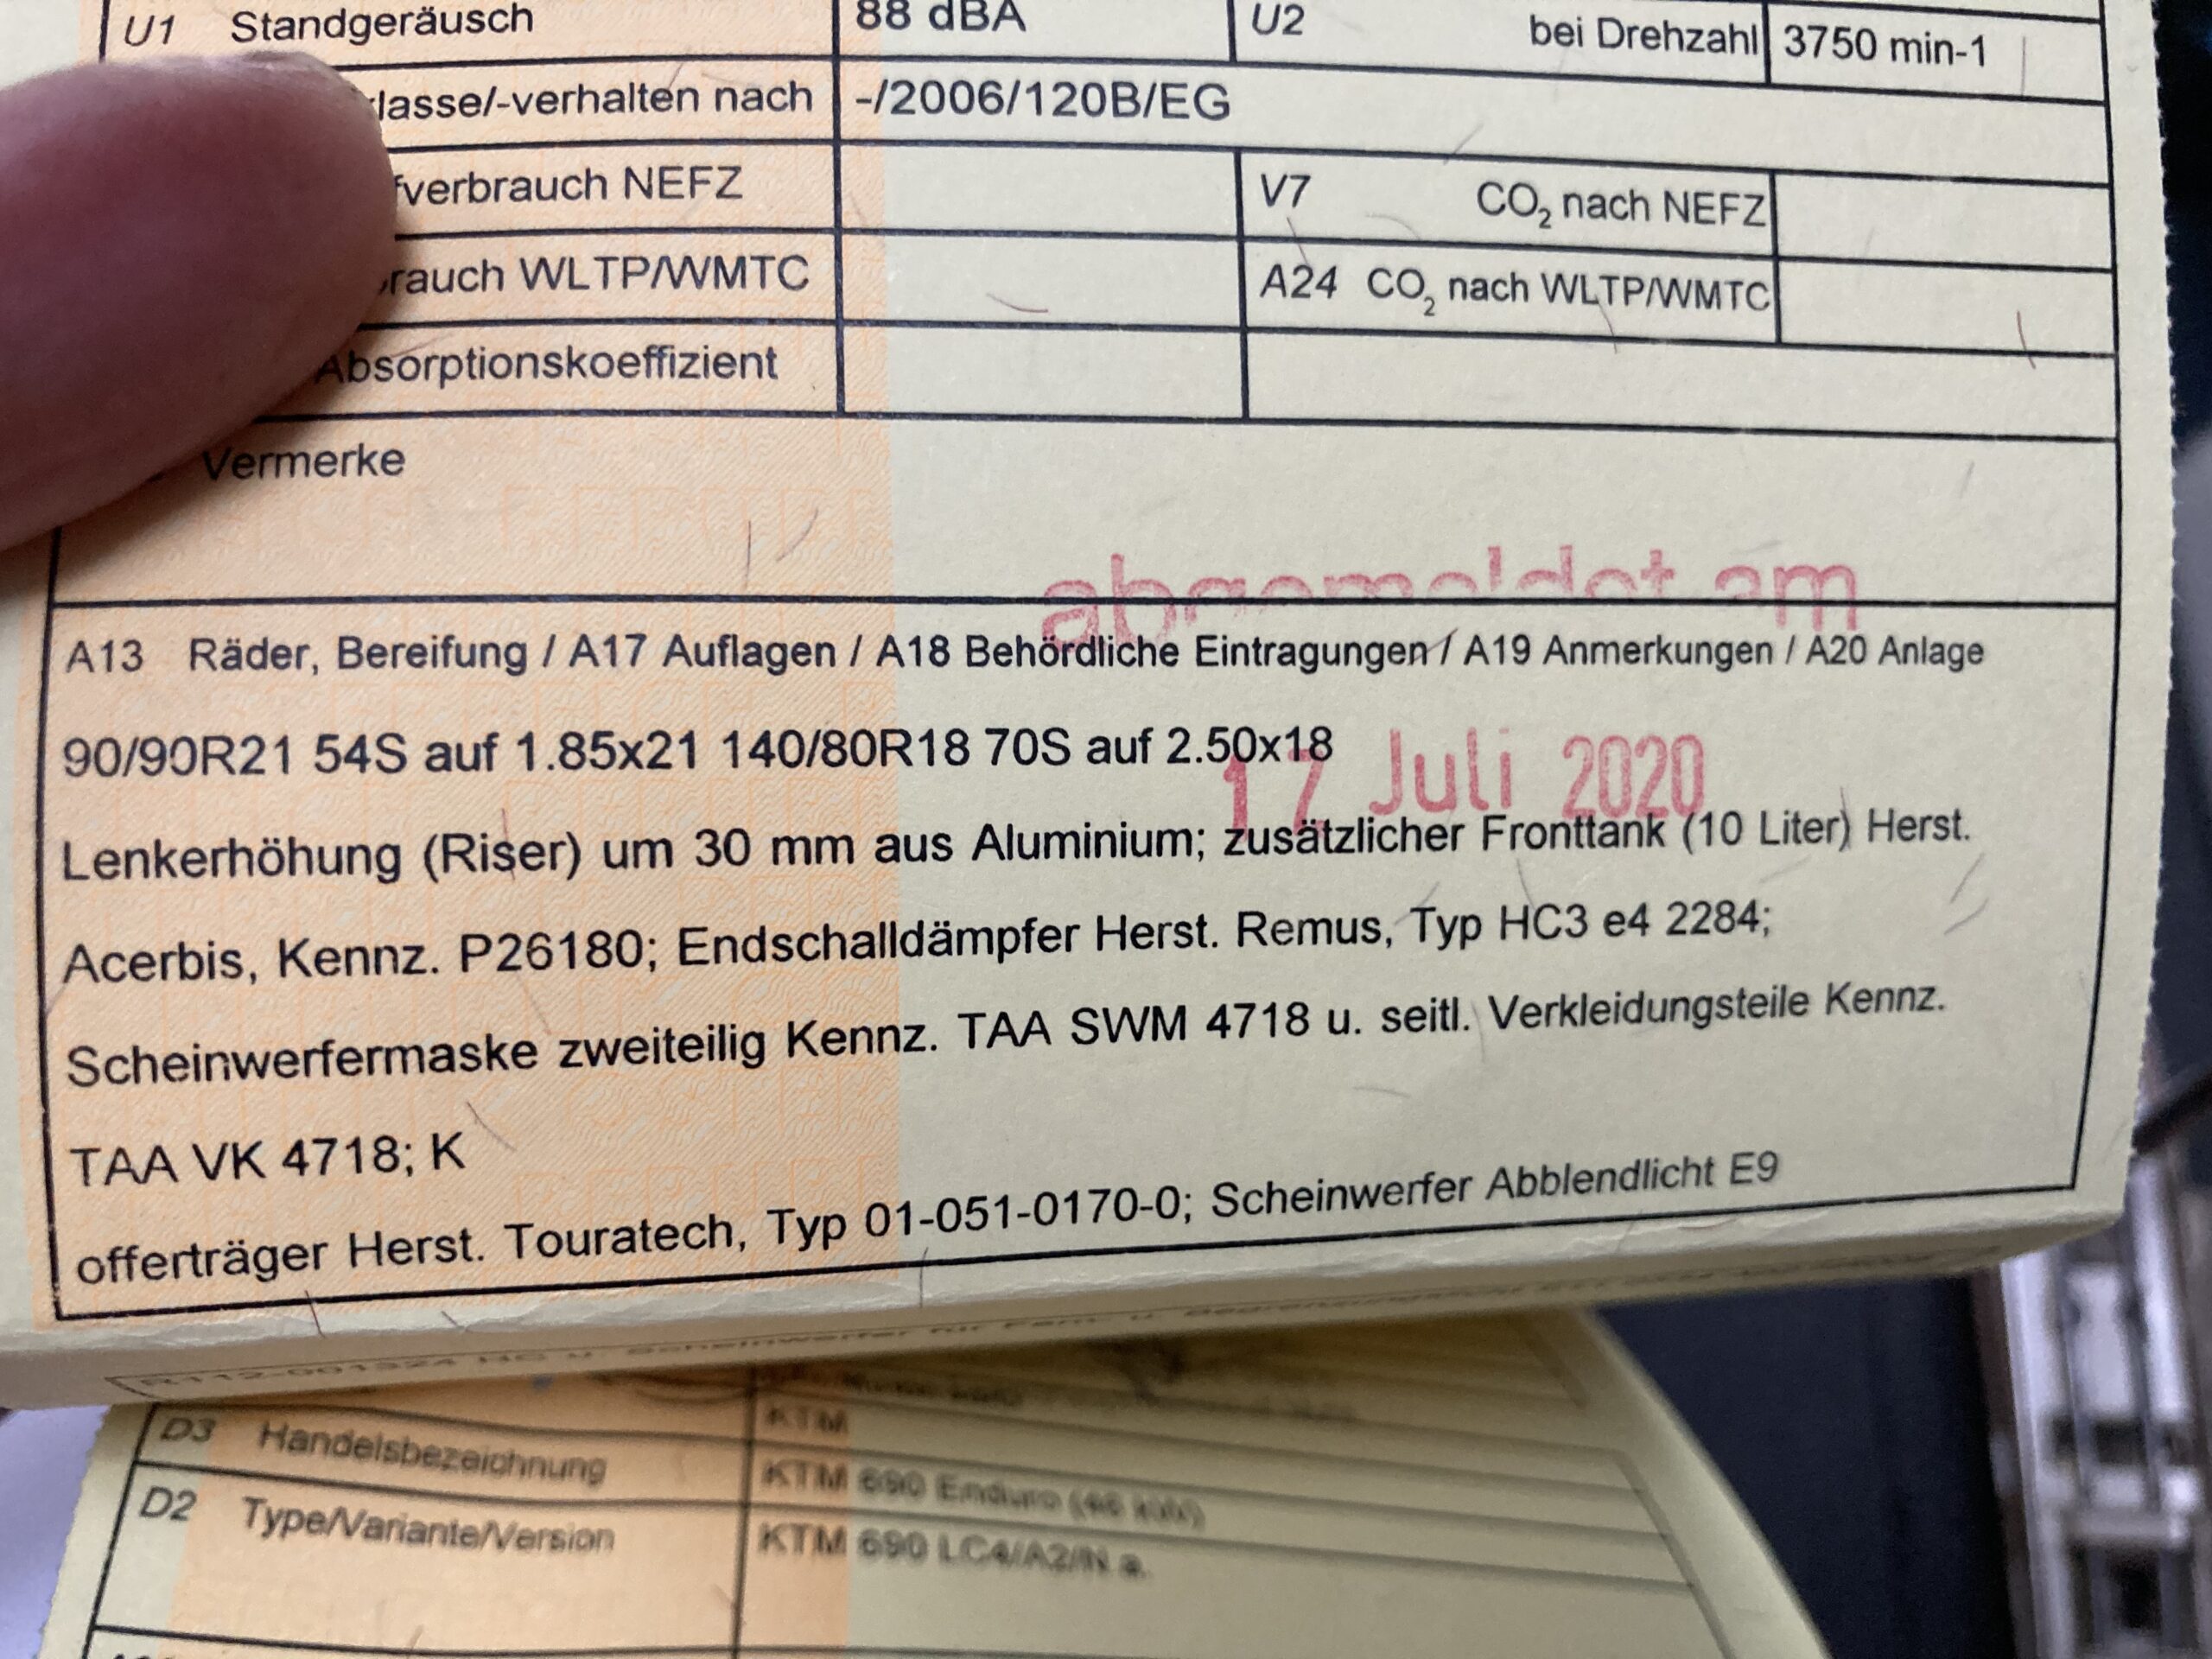 U1 Standgeräusch 88 dBA U2 bei Drehzahl 3750 min-1
lasse/-verhalten nach -/2006/120B/EG
fverbrauch NEFZ V7 CO₂ nach NEFZ
rauch WLTP/WMTC A24 CO₂ nach WLTP/WMTC
Absorptionskoeffizient
Vermerke
abgemeldet am
A13 Räder, Bereifung / A17 Auflagen / A18 Behördliche Eintragungen / A19 Anmerkungen / A20 Anlage
90/90R21 54S auf 1.85x21 140/80R18 70S auf 2.50x18
17 Juli 2020
Lenkerhöhung (Riser) um 30 mm aus Aluminium; zusätzlicher Fronttank (10 Liter) Herst.
Acerbis, Kennz. P26180; Endschalldämpfer Herst. Remus, Typ HC3 e4 2284;
Scheinwerfermaske zweiteilig Kennz. TAA SWM 4718 u. seitl. Verkleidungsteile Kennz.
TAA VK 4718; K
offerträger Herst. Touratech, Typ 01-051-0170-0; Scheinwerfer Abblendlicht E9
KTM
D3 Handelsbezeichnung KTM 690 Enduro (46 kW)
D2 Type/Variante/Version KTM 690 LC4/A2/N a.